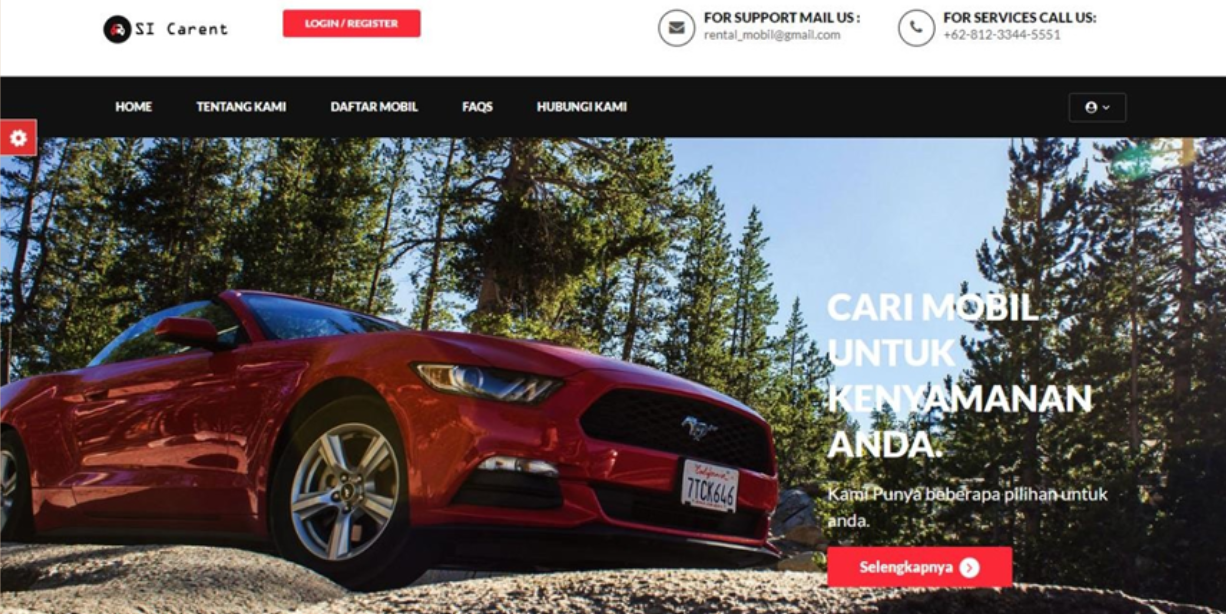 SI Carent
LOGIN / REGISTER
FOR SUPPORT MAIL US :
rental_mobil@gmail.com
FOR SERVICES CALL US:
+62-812-3344-5551
HOME
TENTANG KAMI
DAFTAR MOBIL
FAQS
HUBUNGI KAMI
CARI MOBIL
UNTUK
KENYAMANAN
ANDA.
Kami Punya beberapa pilihan untuk
anda.
Selengkapnya
California
7TCK646